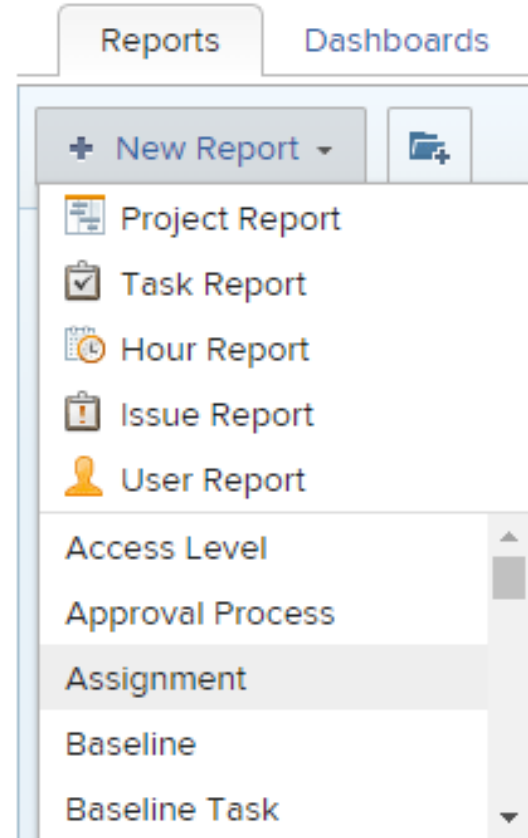 Reports Dashboards
New Report
Project Report
Task Report
Hour Report
Issue Report
User Report
Access Level
Approval Process
Assignment
Baseline
Baseline Task